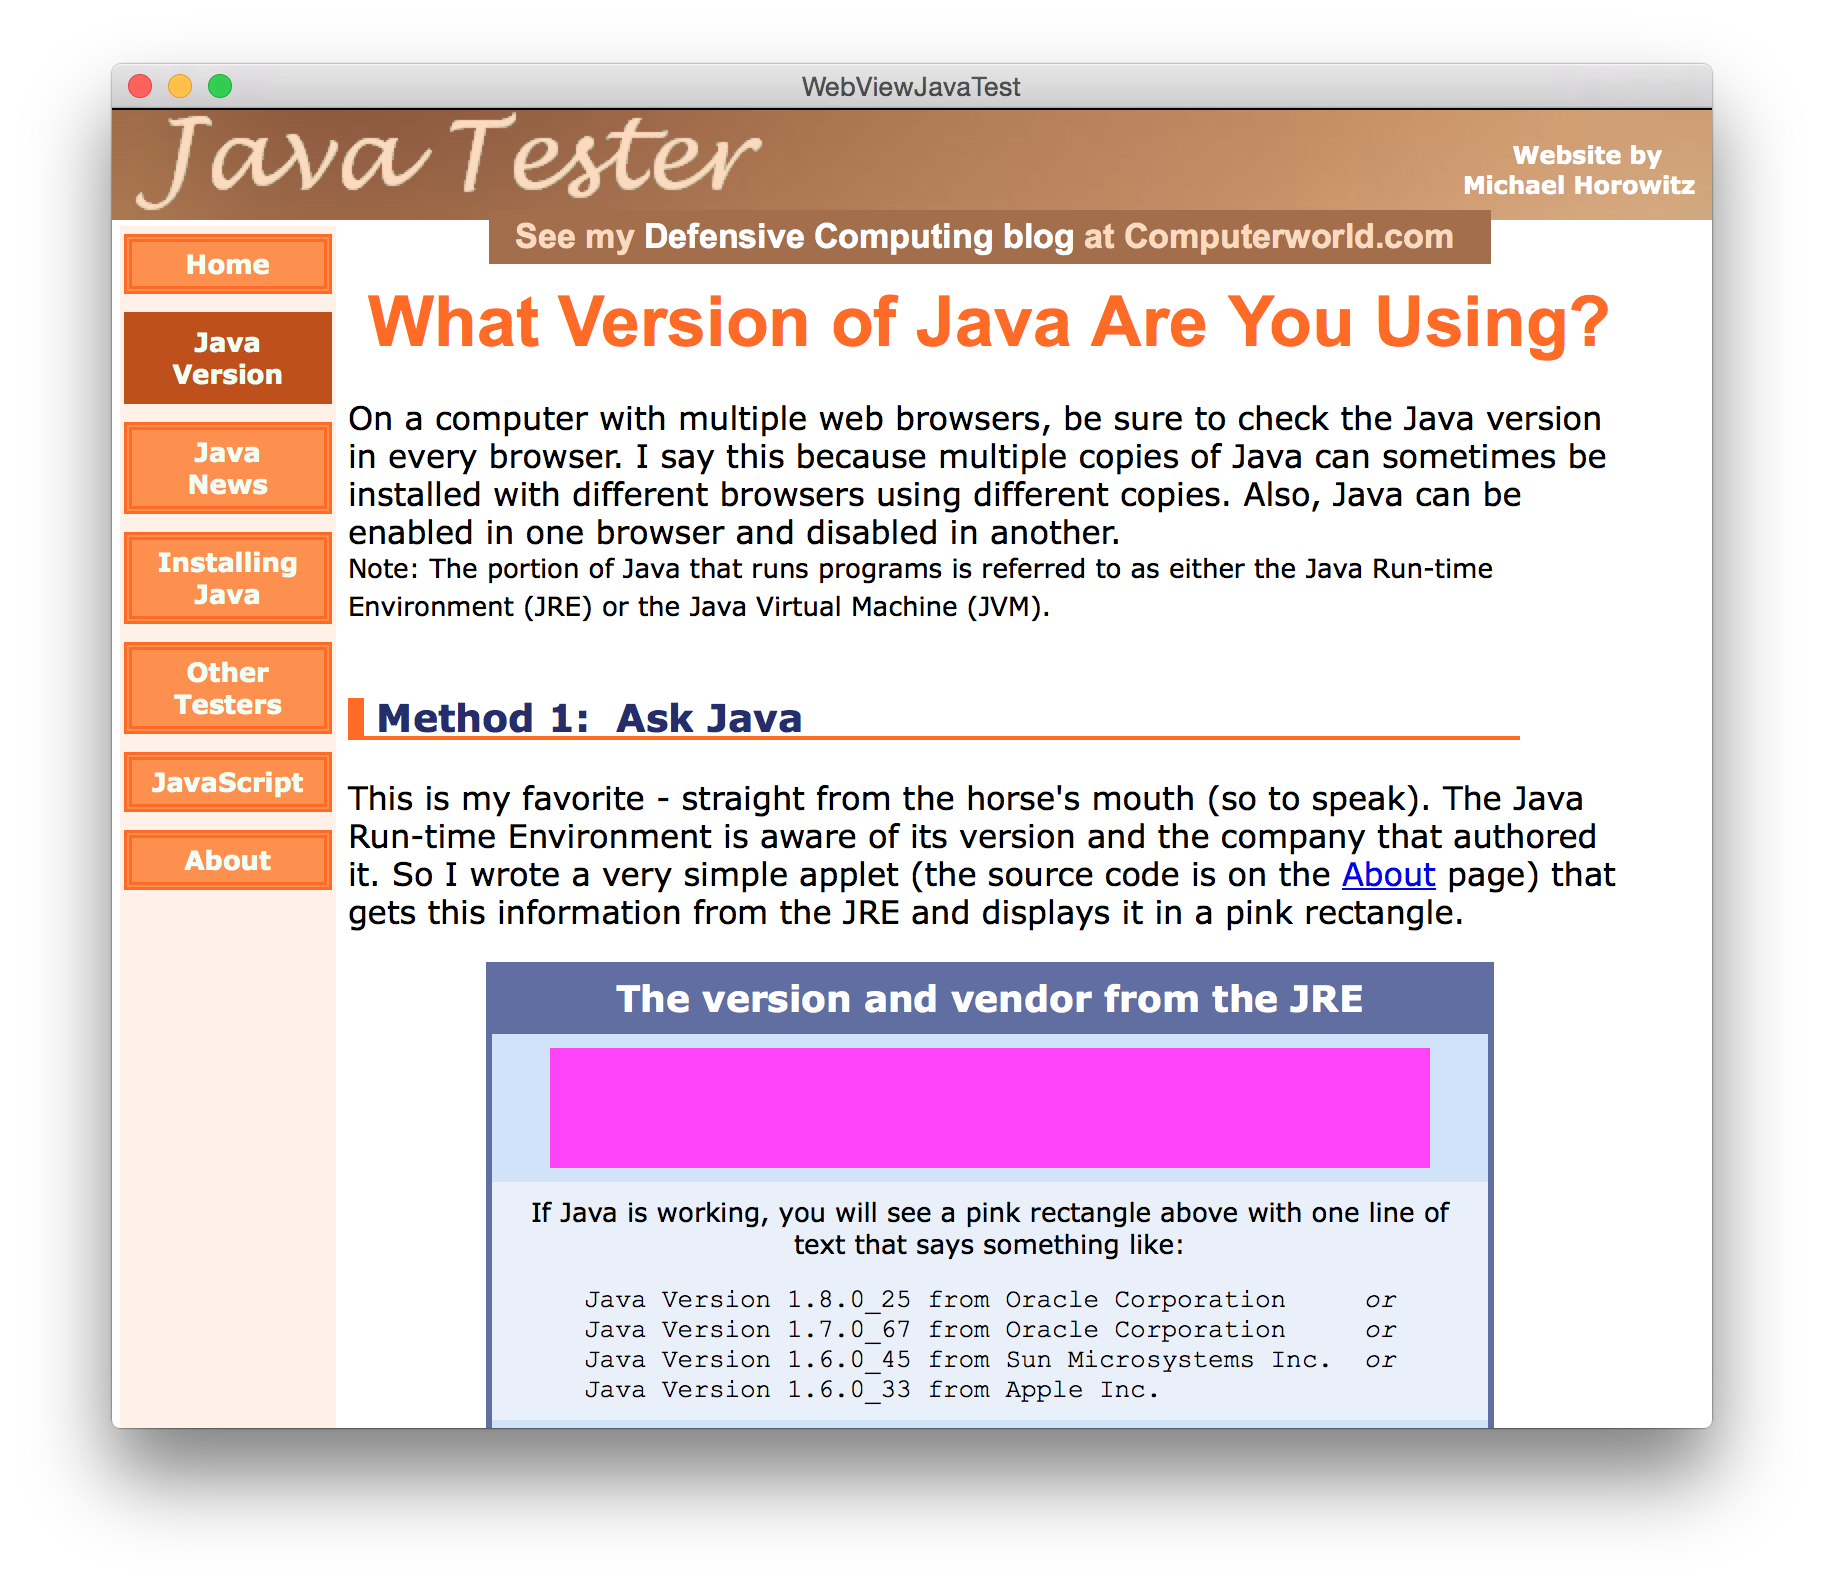 WebViewJavaTest
Java Tester
Website by
Michael Horowitz
See my Defensive Computing blog at Computerworld.com
Home
Java
Version
Java
News
Installing
Java
Other
Testers
JavaScript
About
What Version of Java Are You Using?
On a computer with multiple web browsers, be sure to check the Java version
in every browser. I say this because multiple copies of Java can sometimes be
installed with different browsers using different copies. Also, Java can be
enabled in one browser and disabled in another.
Note: The portion of Java that runs programs is referred to as either the Java Run-time
Environment (JRE) or the Java Virtual Machine (JVM).
Method 1:  Ask Java
This is my favorite - straight from the horse's mouth (so to speak). The Java
Run-time Environment is aware of its version and the company that authored
it. So I wrote a very simple applet (the source code is on the About page) that
gets this information from the JRE and displays it in a pink rectangle.
The version and vendor from the JRE
If Java is working, you will see a pink rectangle above with one line of
text that says something like:
Java Version 1.8.0_25 from Oracle Corporation     or
Java Version 1.7.0_67 from Oracle Corporation     or
Java Version 1.6.0_45 from Sun Microsystems Inc.  or
Java Version 1.6.0_33 from Apple Inc.